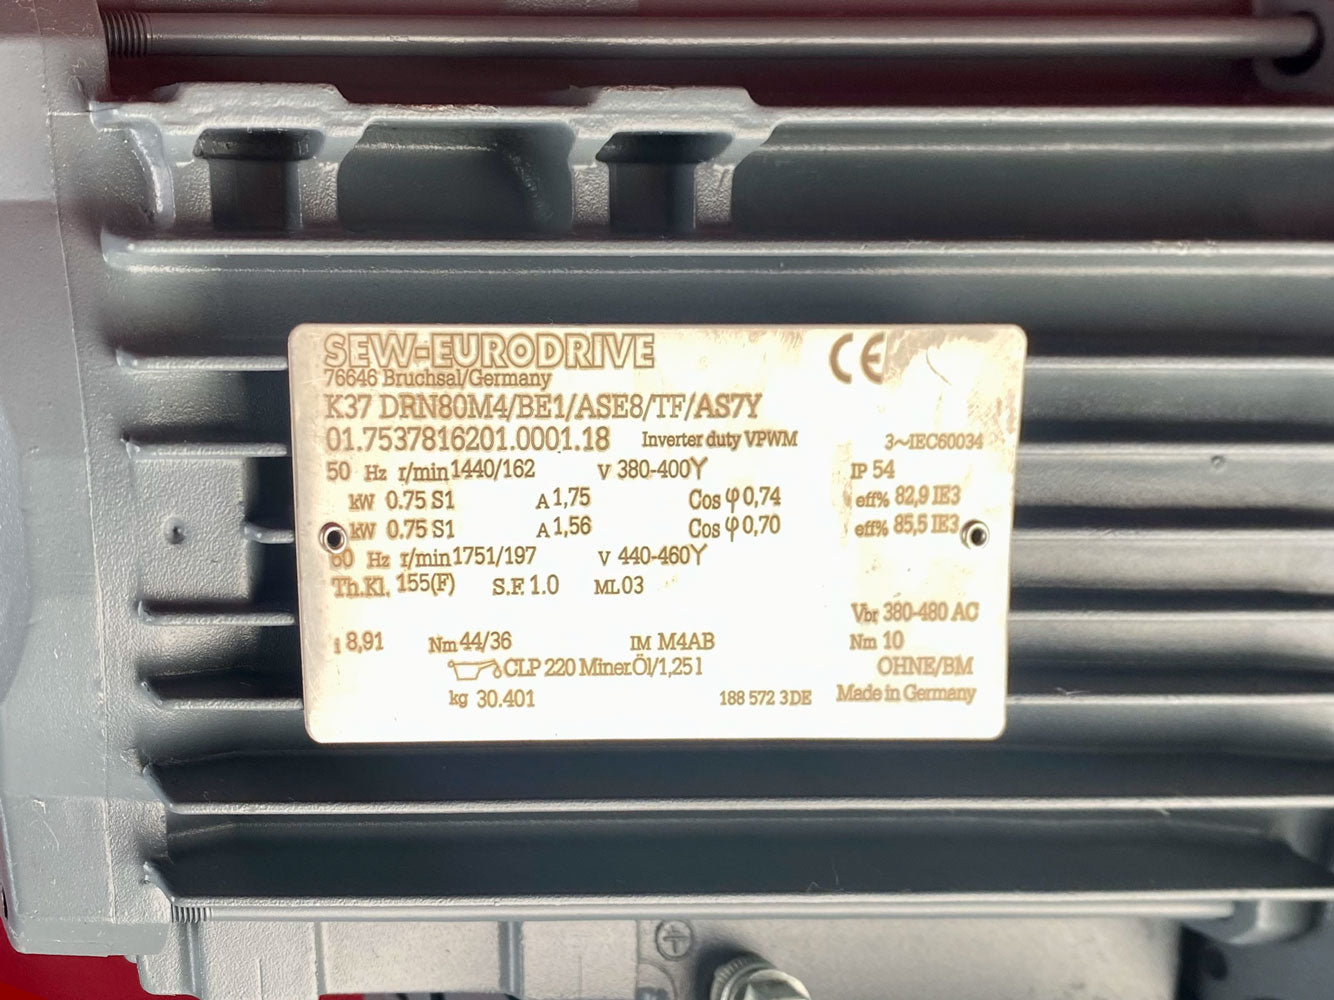 SEW-EURODRIVE CE
76646 Bruchsal/Germany
K37 DRN80M4/BE1/ASE8/TF/AS7Y
01.7537816201.0001.18 Inverter duty VPWM 3~IEC60034
50 Hz r/min 1440/162 V 380-400Y IP 54
kW 0.75 S1 A 1,75 Cos φ 0,74 eff% 82,9 IE3
kW 0.75 S1 A 1,56 Cos φ 0,70 eff% 85,5 IE3
60 Hz r/min 1751/197 V 440-460Y
Th.Kl. 155(F) S.F. 1.0 ML 03
Vbr 380-480 AC
i 8,91 Nm 44/36 IM M4AB Nm 10
CLP 220 Miner.Öl/1,25 l OHNE/BM
kg 30.401 188 572 3 DE Made in Germany